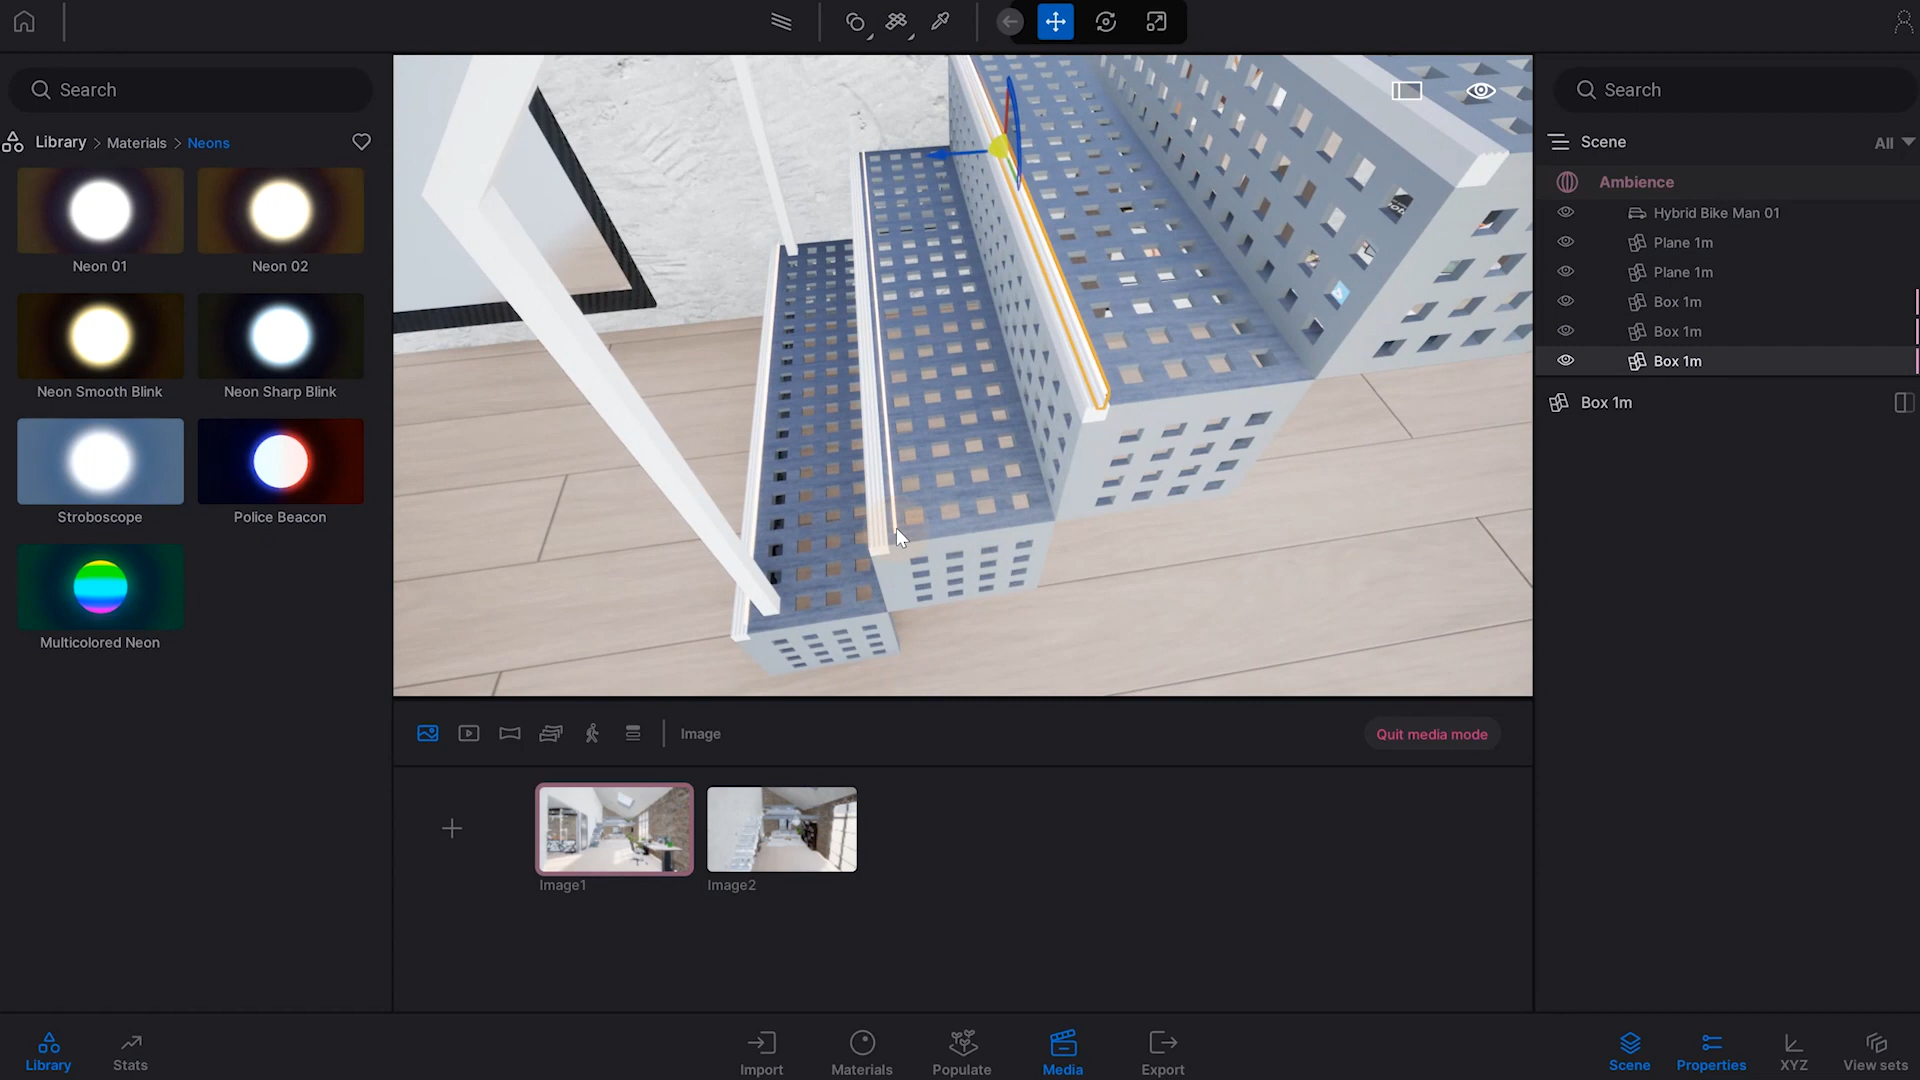 Search
Library > Materials > Neons
Neon 01
Neon 02
Neon Smooth Blink
Neon Sharp Blink
Stroboscope
Police Beacon
Multicolored Neon
Image
Quit media mode
Image1
Image2
Search
Scene
All
Ambience
Hybrid Bike Man 01
Plane 1m
Plane 1m
Box 1m
Box 1m
Box 1m
Box 1m
Library
Stats
Import
Materials
Populate
Media
Export
Scene
Properties
XYZ
View sets